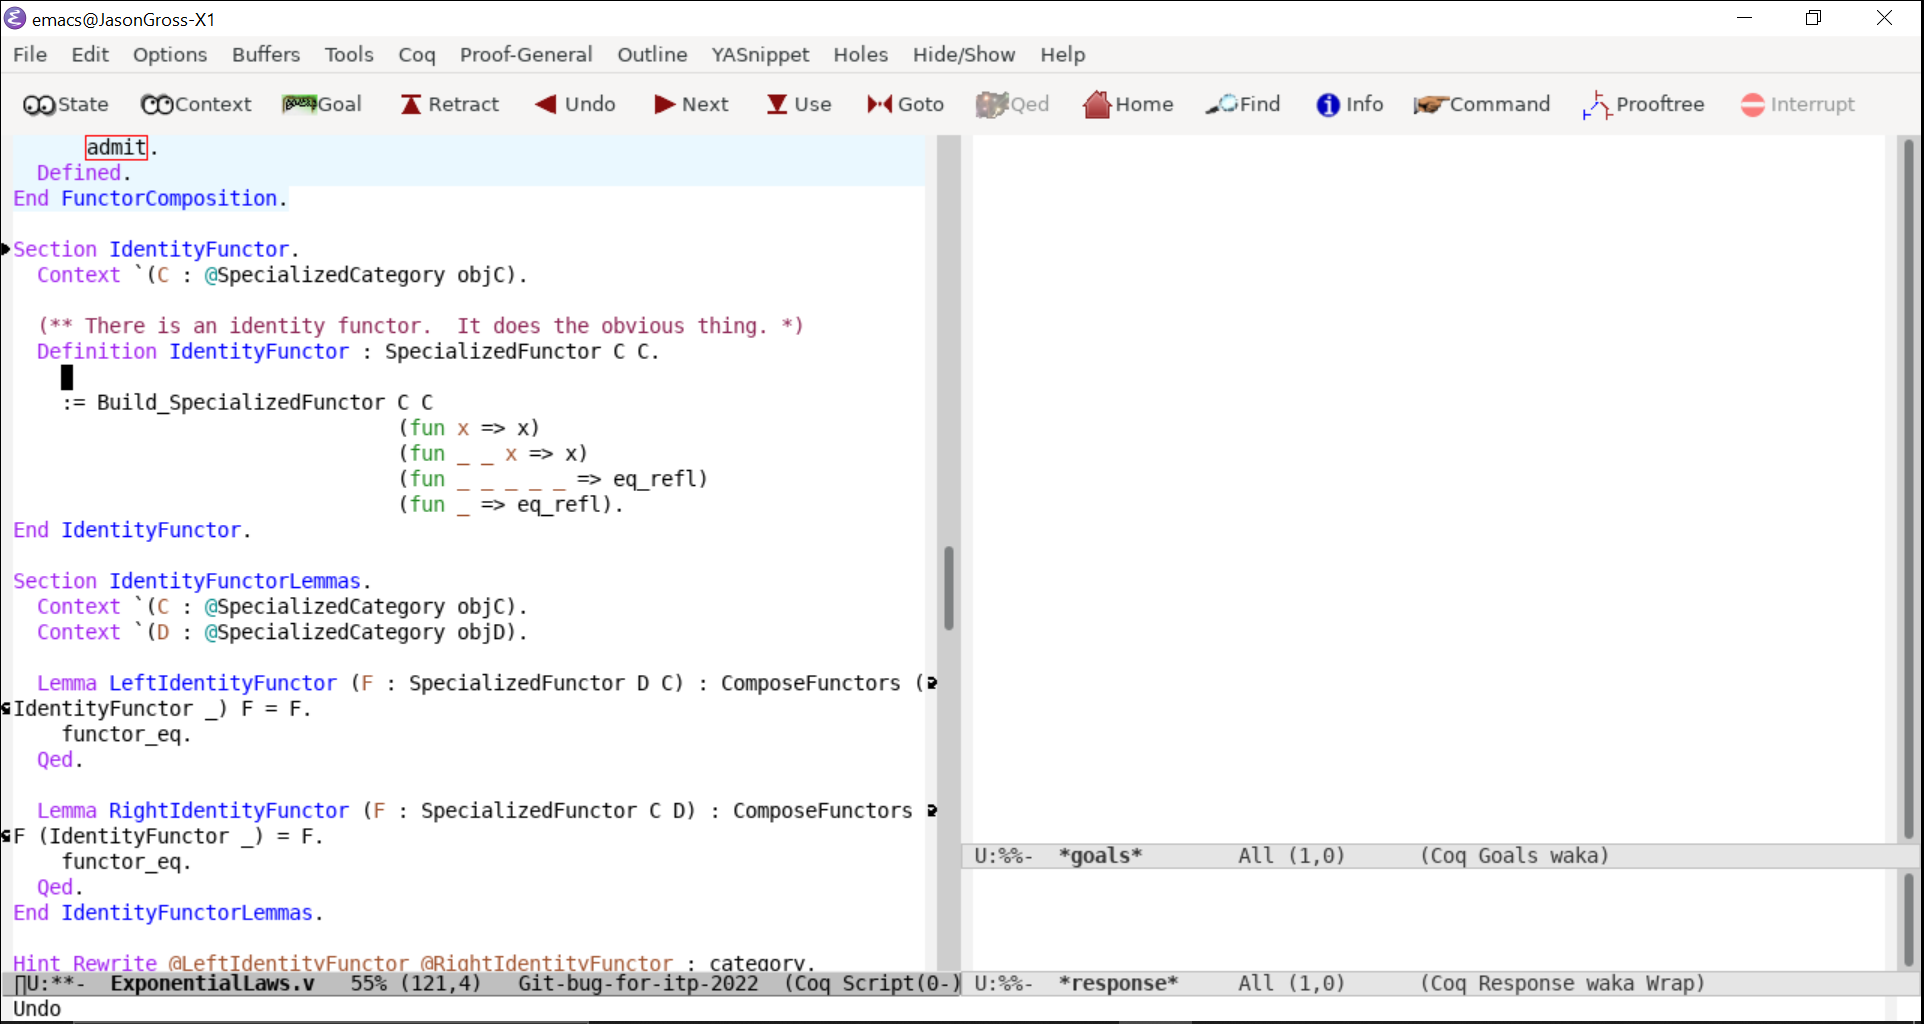 emacs@JasonGross-X1
File Edit Options Buffers Tools Coq Proof-General Outline YASnippet Holes Hide/Show Help
State Context Goal Retract Undo Next Use Goto Qed Home Find Info Command Prooftree Interrupt
admit.
Defined.
End FunctorComposition.
Section IdentityFunctor.
Context `(C : @SpecializedCategory objC).
(** There is an identity functor.  It does the obvious thing. *)
Definition IdentityFunctor : SpecializedFunctor C C.
:= Build_SpecializedFunctor C C
(fun x => x)
(fun _ _ x => x)
(fun _ _ _ _ _ => eq_refl)
(fun _ => eq_refl).
End IdentityFunctor.
Section IdentityFunctorLemmas.
Context `(C : @SpecializedCategory objC).
Context `(D : @SpecializedCategory objD).
Lemma LeftIdentityFunctor (F : SpecializedFunctor D C) : ComposeFunctors (
IdentityFunctor _) F = F.
functor_eq.
Qed.
Lemma RightIdentityFunctor (F : SpecializedFunctor C D) : ComposeFunctors
F (IdentityFunctor _) = F.
functor_eq.
Qed.
End IdentityFunctorLemmas.
Hint Rewrite @LeftIdentityFunctor @RightIdentityFunctor : category.
U:**-  ExponentialLaws.v   55% (121,4)   Git-bug-for-itp-2022  (Coq Script(0-)
Undo
U:%%-  *goals*        All (1,0)      (Coq Goals waka)
U:%%-  *response*     All (1,0)      (Coq Response waka Wrap)